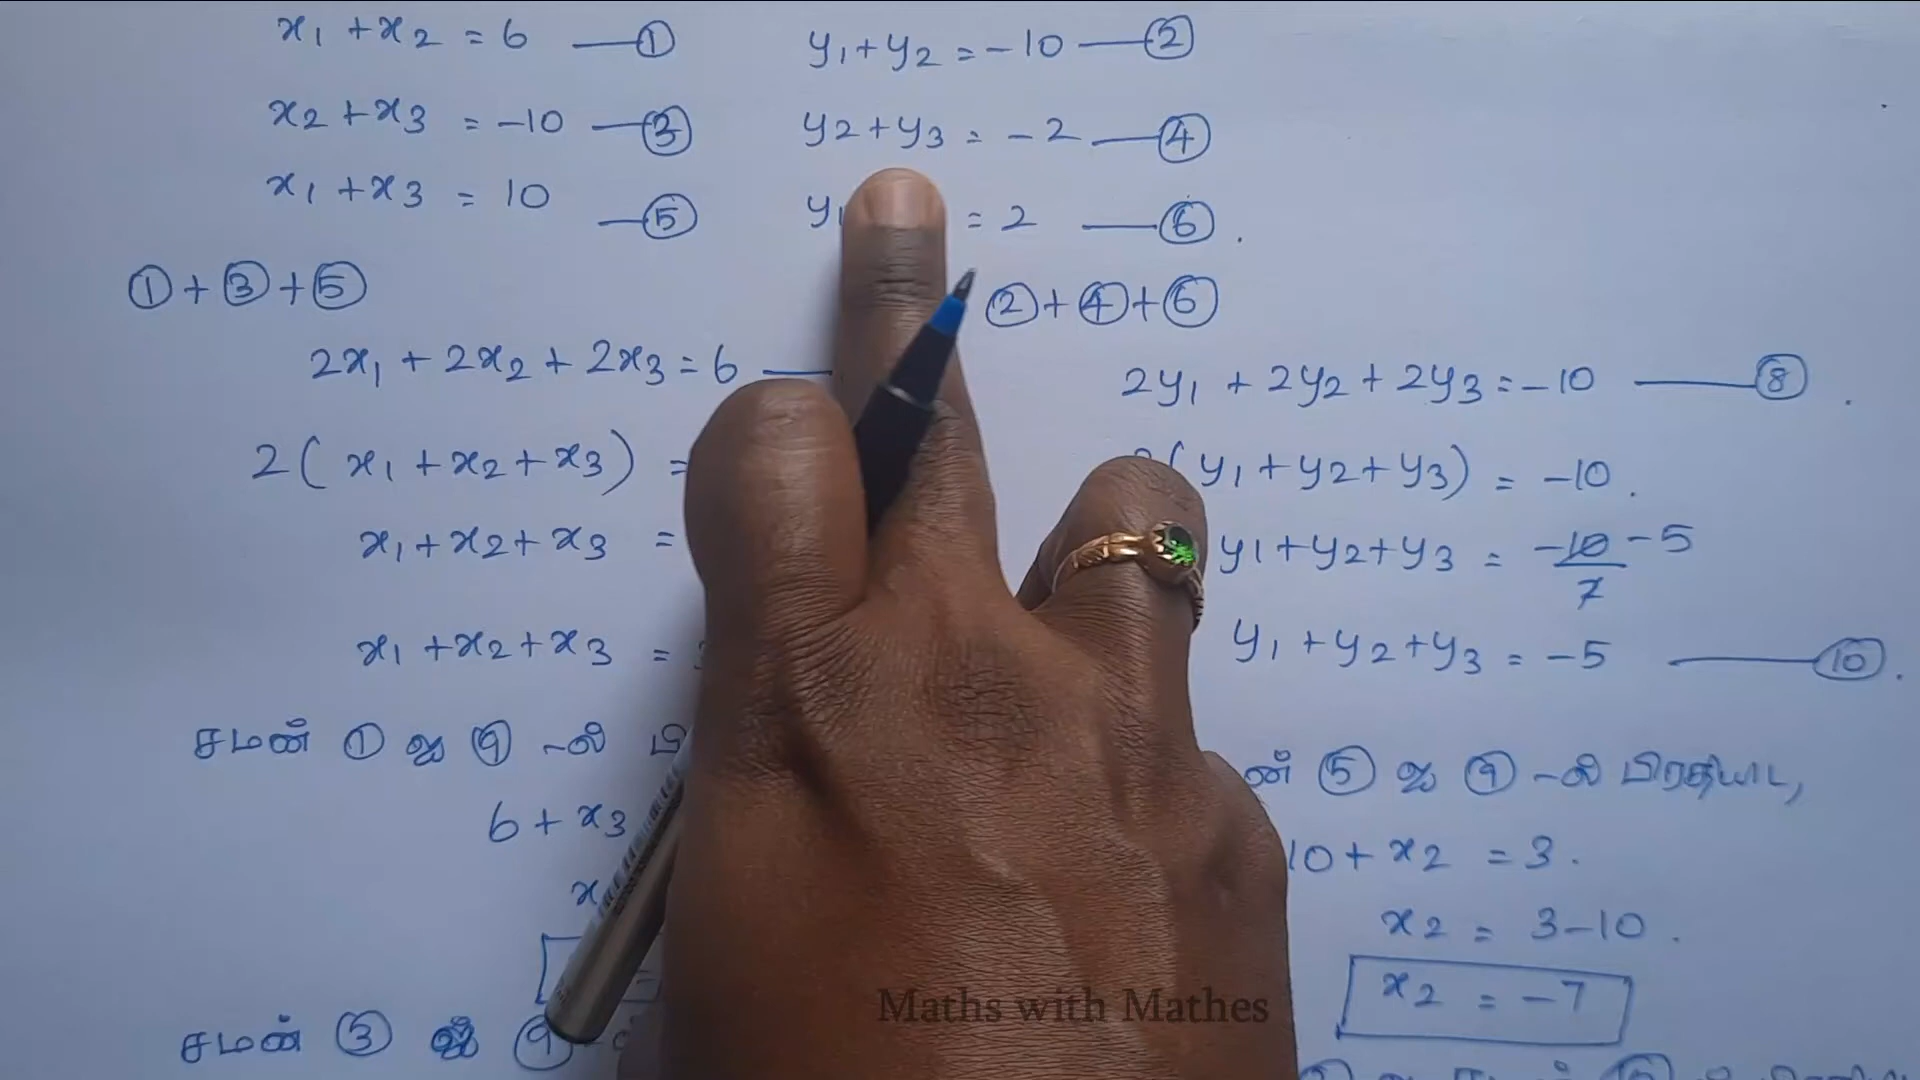 x₁ + x₂ = 6 —①
y₁ + y₂ = -10 —②
x₂ + x₃ = -10 —③
y₂ + y₃ = -2 —④
x₁ + x₃ = 10 —⑤
y₁ = 2 —⑥.
① + ③ + ⑤
② + ④ + ⑥
2x₁ + 2x₂ + 2x₃ = 6 —
2y₁ + 2y₂ + 2y₃ = -10 —⑧
2(x₁ + x₂ + x₃) =
(y₁ + y₂ + y₃) = -10.
x₁ + x₂ + x₃ =
y₁ + y₂ + y₃ = -10/2 -5
x₁ + x₂ + x₃ =
y₁ + y₂ + y₃ = -5 —⑩.
சமன் ① ஐ ⑨ -ல்
ன் ⑤ ஐ ⑨ -ல் பிரதியிட,
6 + x₃
10 + x₂ = 3.
x₂ = 3-10.
x₂ = -7
சமன் ③ ஐ ⑨
Maths with Mathes